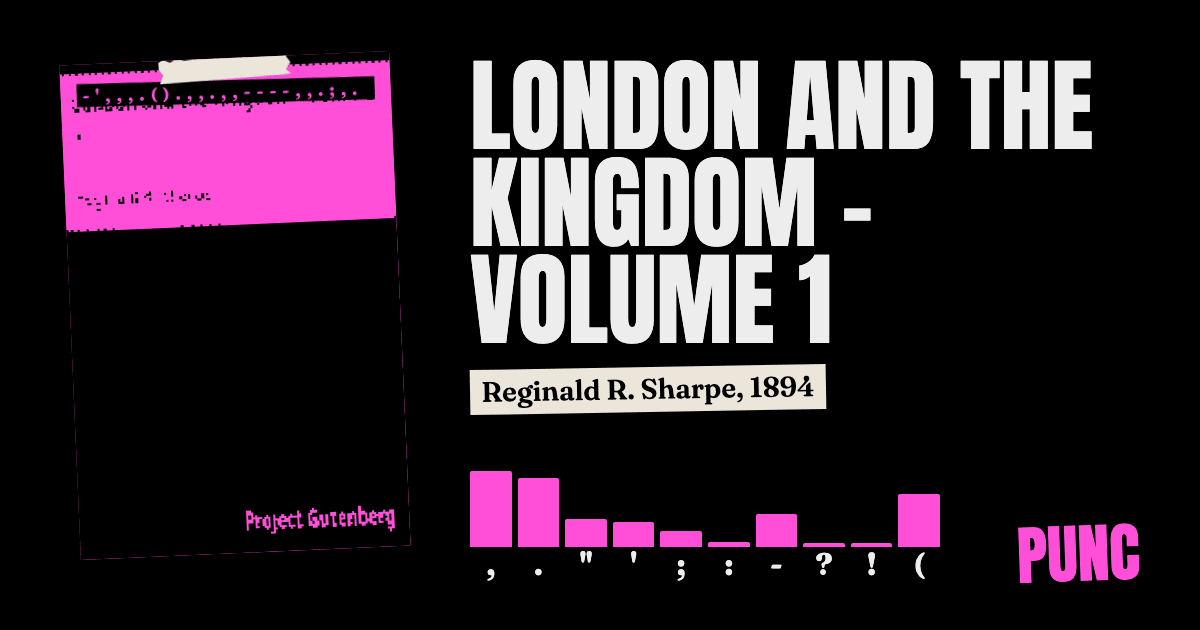 -',,,.().,,.,,----,,.;,.
Project Gutenberg
LONDON AND THE
KINGDOM -
VOLUME 1
Reginald R. Sharpe, 1894
, . " ' ; : - ? ! (
PUNC